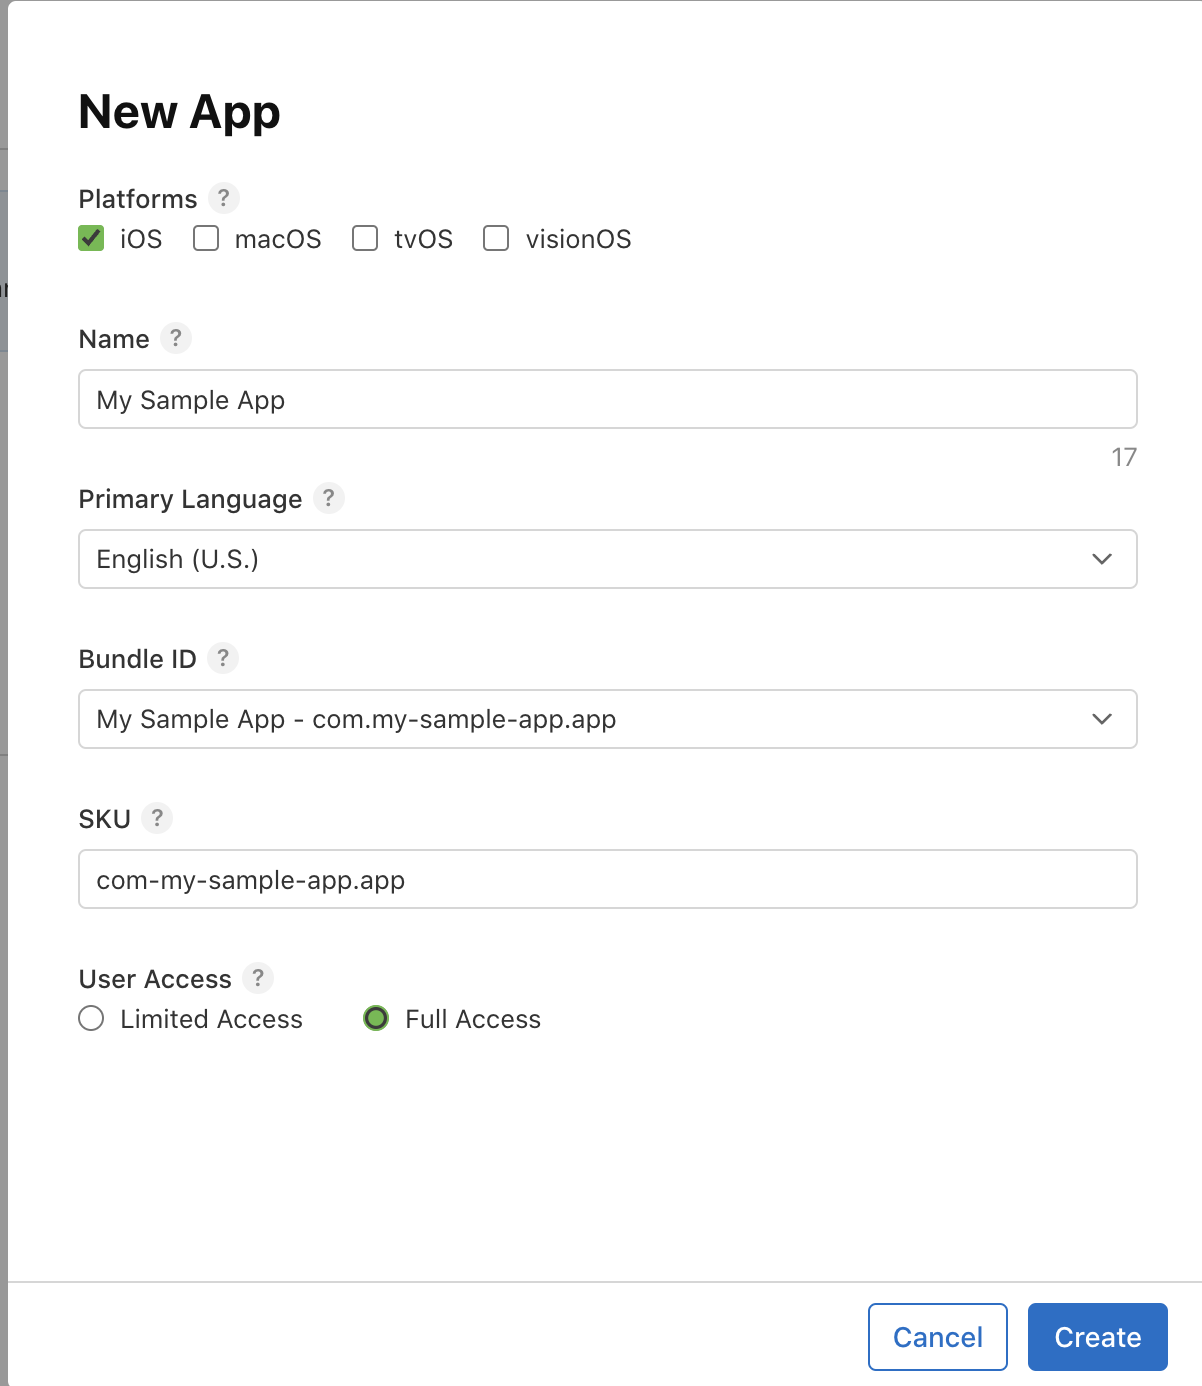 New App
Platforms ?
iOS macOS tvOS visionOS
Name ?
My Sample App
17
Primary Language ?
English (U.S.)
Bundle ID ?
My Sample App - com.my-sample-app.app
SKU ?
com-my-sample-app.app
User Access ?
Limited Access Full Access
Cancel Create